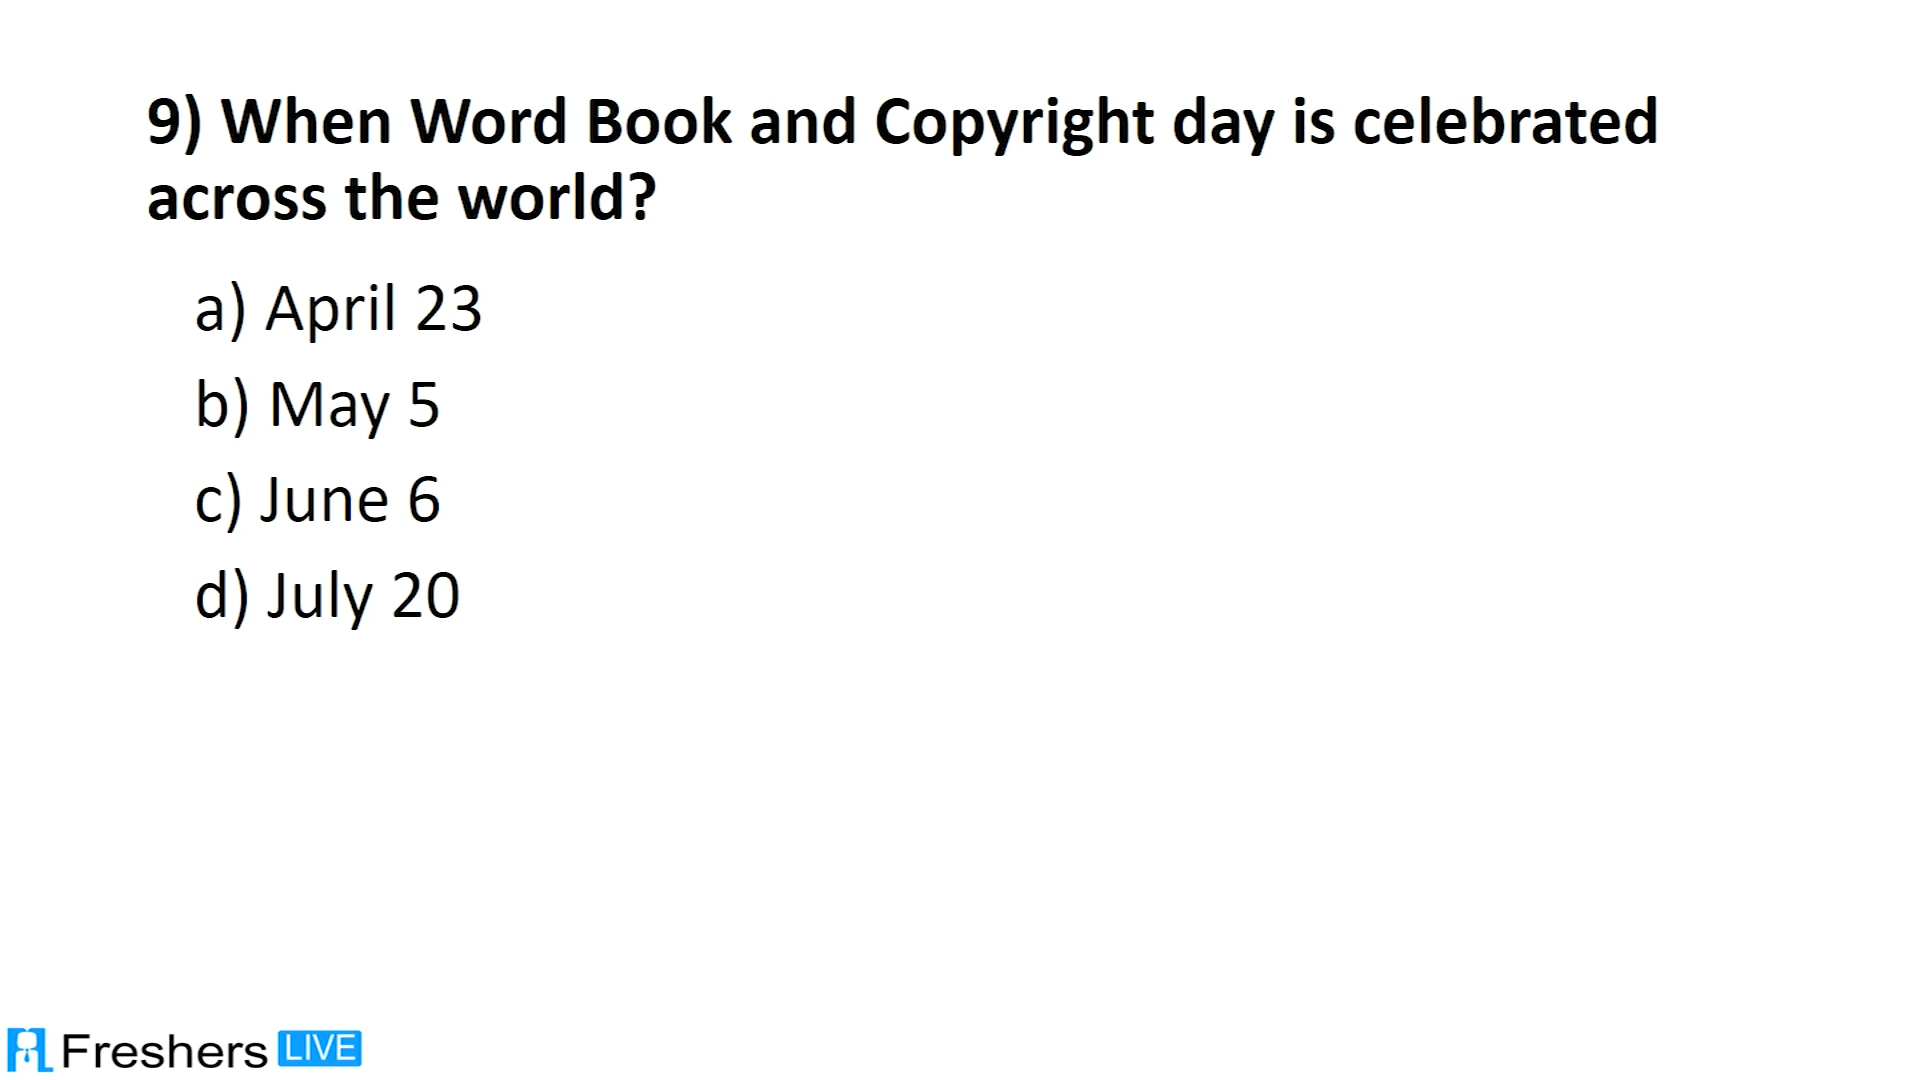 9) When Word Book and Copyright day is celebrated
across the world?
a) April 23
b) May 5
c) June 6
d) July 20
Freshers LIVE